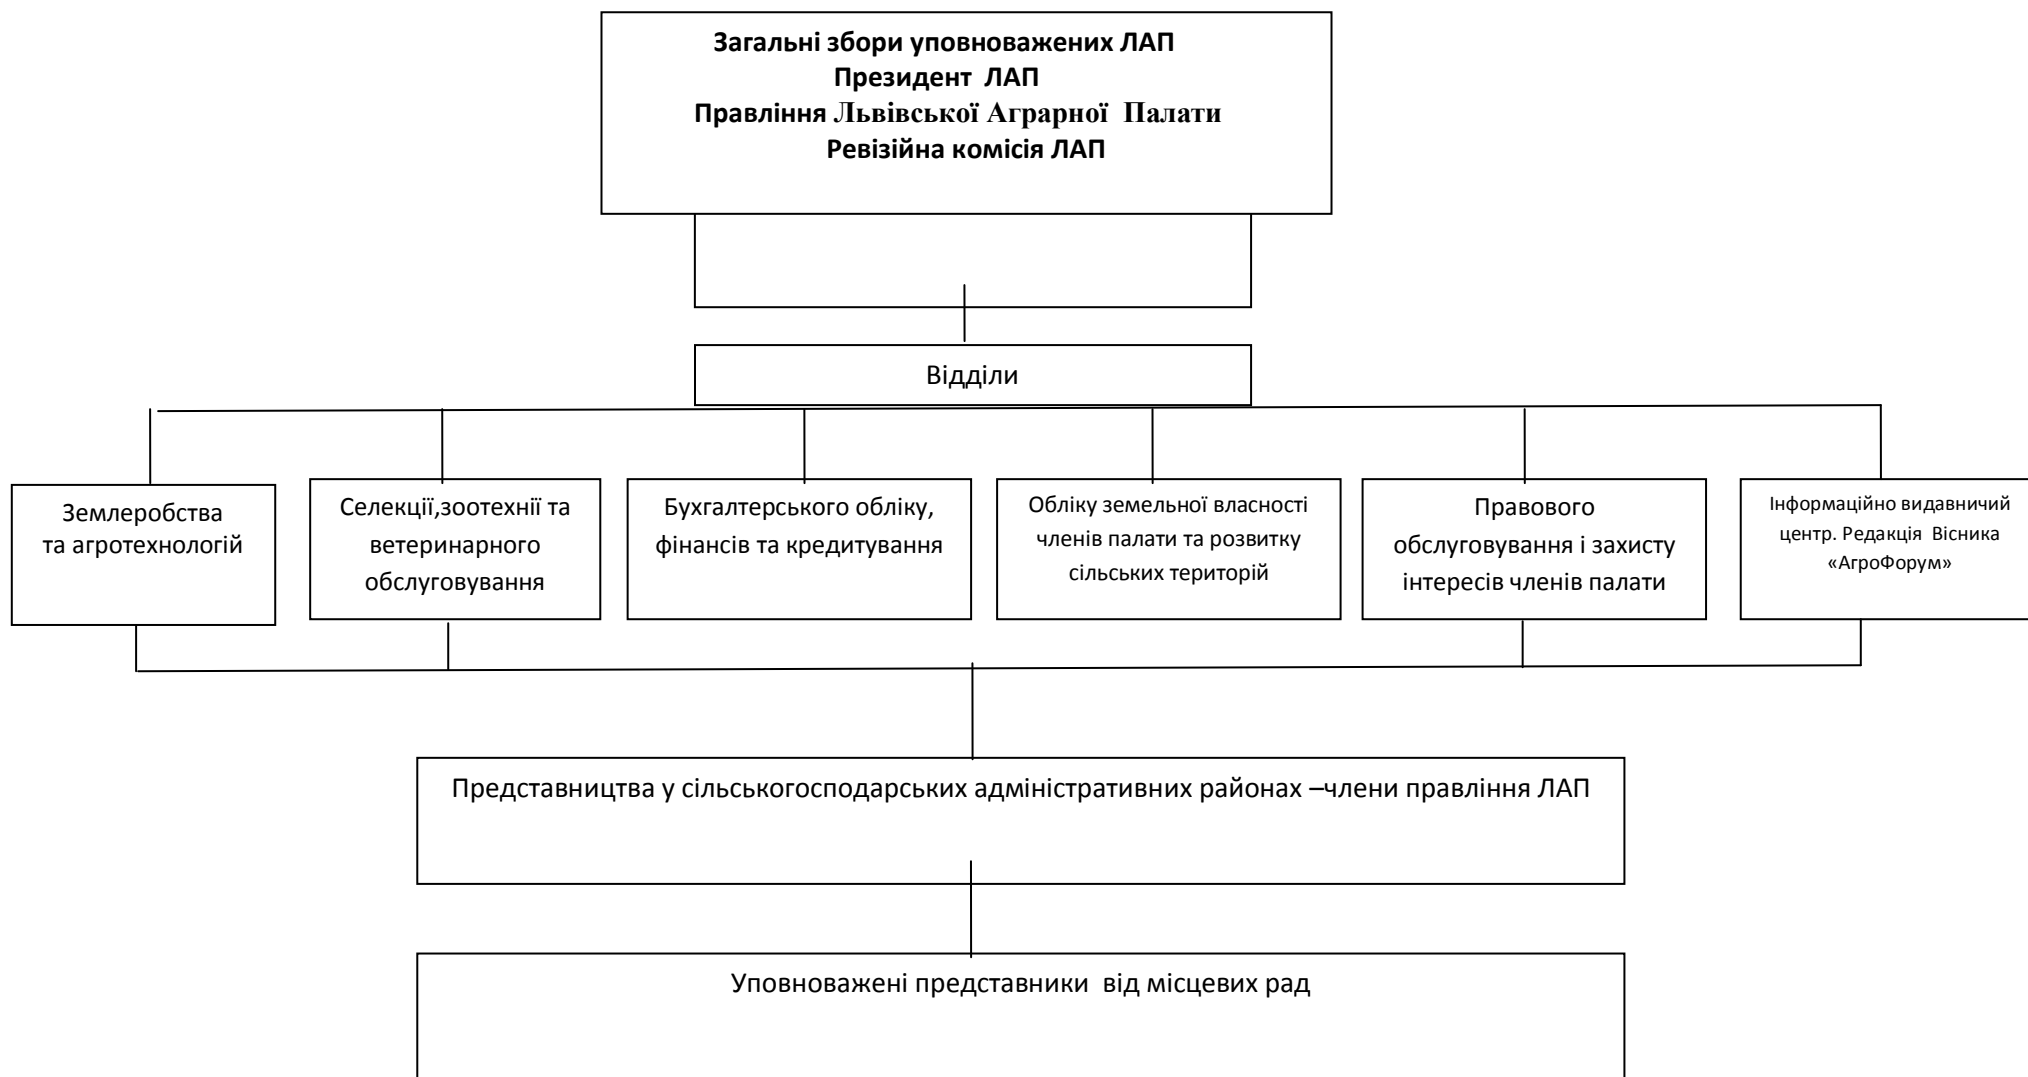 Загальні збори уповноважених ЛАП
Президент ЛАП
Правління Львівської Аграрної Палати
Ревізійна комісія ЛАП
Відділи
Землеробства
та агротехнологій
Селекції,зоотехнії та
ветеринарного
обслуговування
Бухгалтерського обліку,
фінансів та кредитування
Обліку земельної власності
членів палати та розвитку
сільських територій
Правового
обслуговування і захисту
інтересів членів палати
Інформаційно видавничий
центр. Редакція Вісника
«АгроФорум»
Представництва у сільськогосподарських адміністративних районах –члени правління ЛАП
Уповноважені представники від місцевих рад